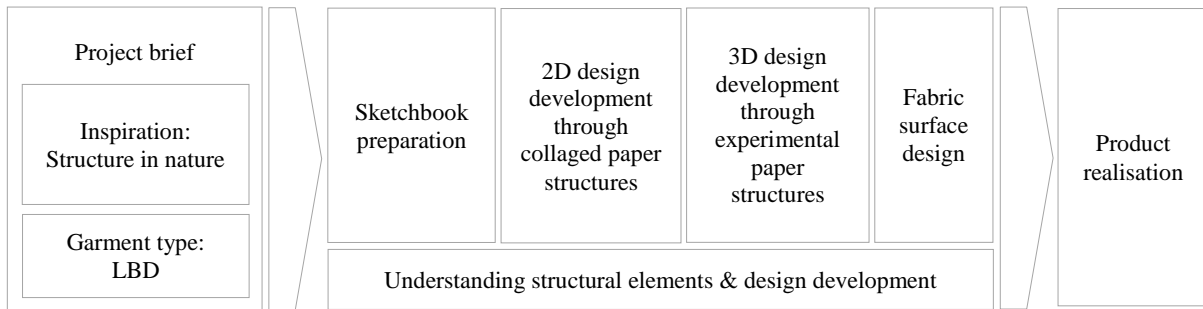 Project brief
Inspiration:
Structure in nature
Garment type:
LBD
Sketchbook
preparation
2D design
development
through
collaged paper
structures
3D design
development
through
experimental
paper
structures
Fabric
surface
design
Understanding structural elements & design development
Product
realisation